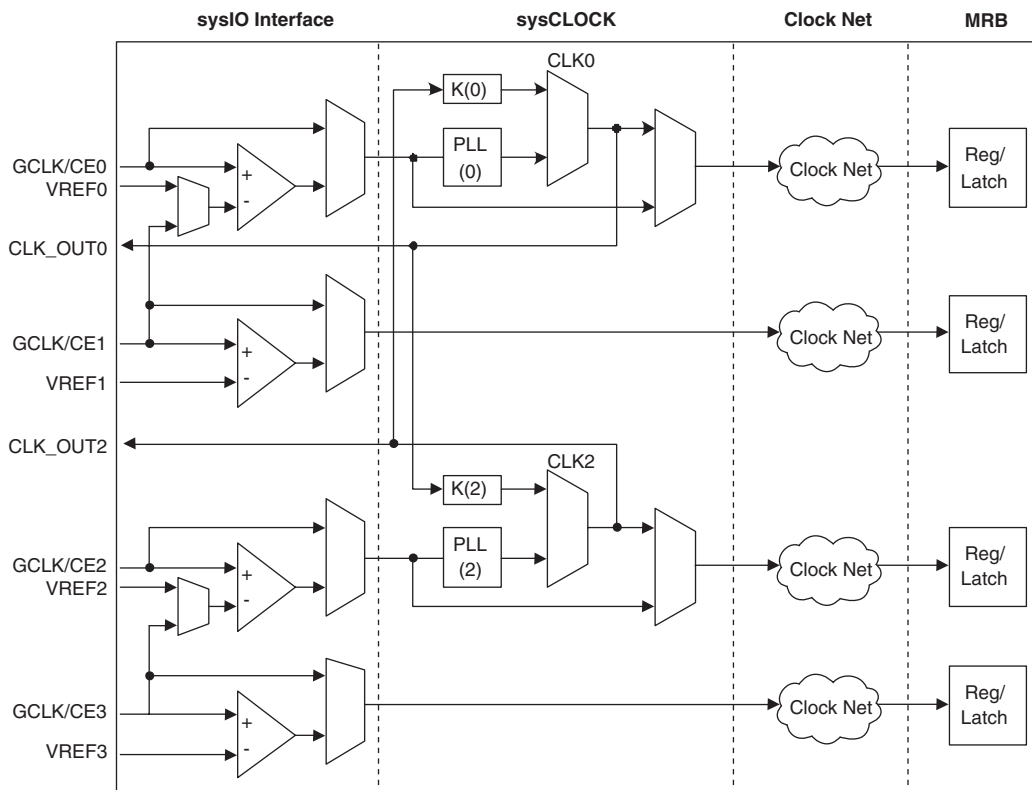 sysIO Interface
sysCLOCK
Clock Net
MRB
CLK0
K(0)
PLL
(0)
GCLK/CE0
VREF0
+
-
Clock Net
Reg/
Latch
CLK_OUT0
GCLK/CE1
+
-
VREF1
Clock Net
Reg/
Latch
CLK_OUT2
CLK2
K(2)
PLL
(2)
GCLK/CE2
VREF2
+
-
Clock Net
Reg/
Latch
GCLK/CE3
+
-
VREF3
Clock Net
Reg/
Latch